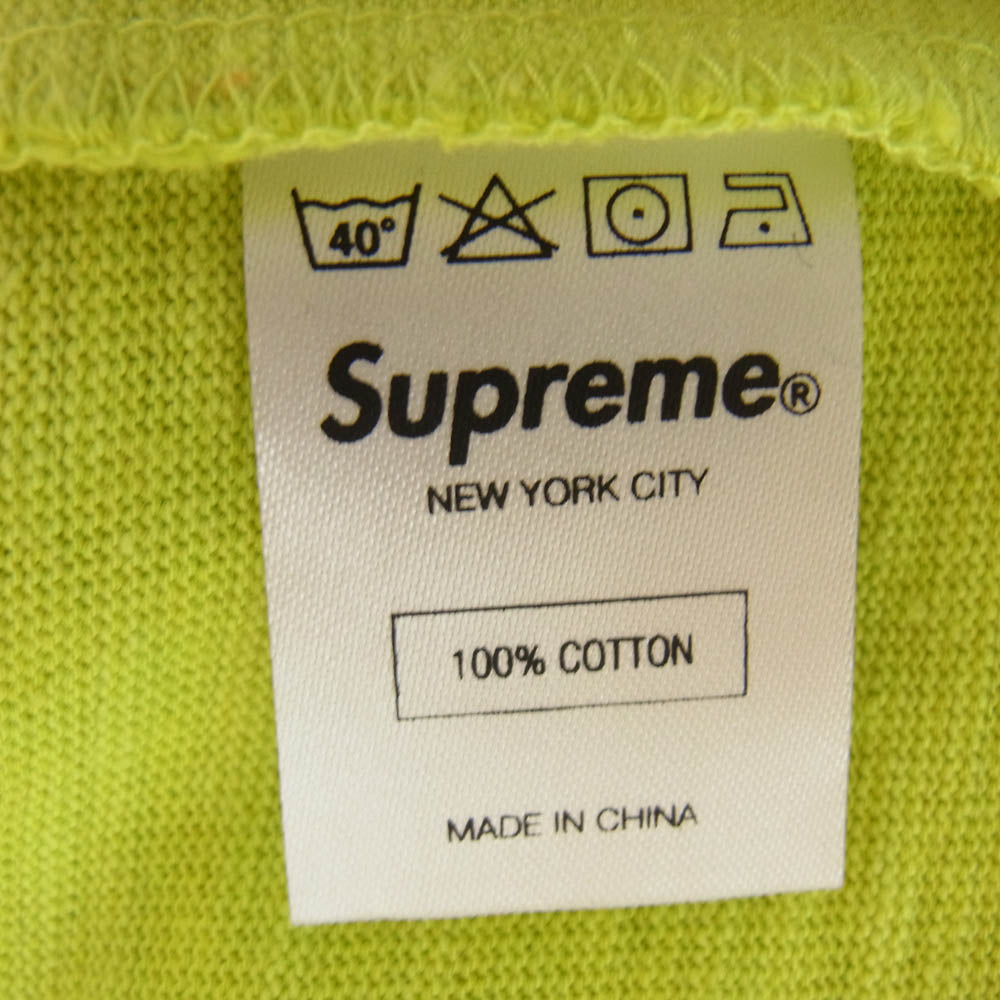 40°
Supreme®
NEW YORK CITY
100% COTTON
MADE IN CHINA